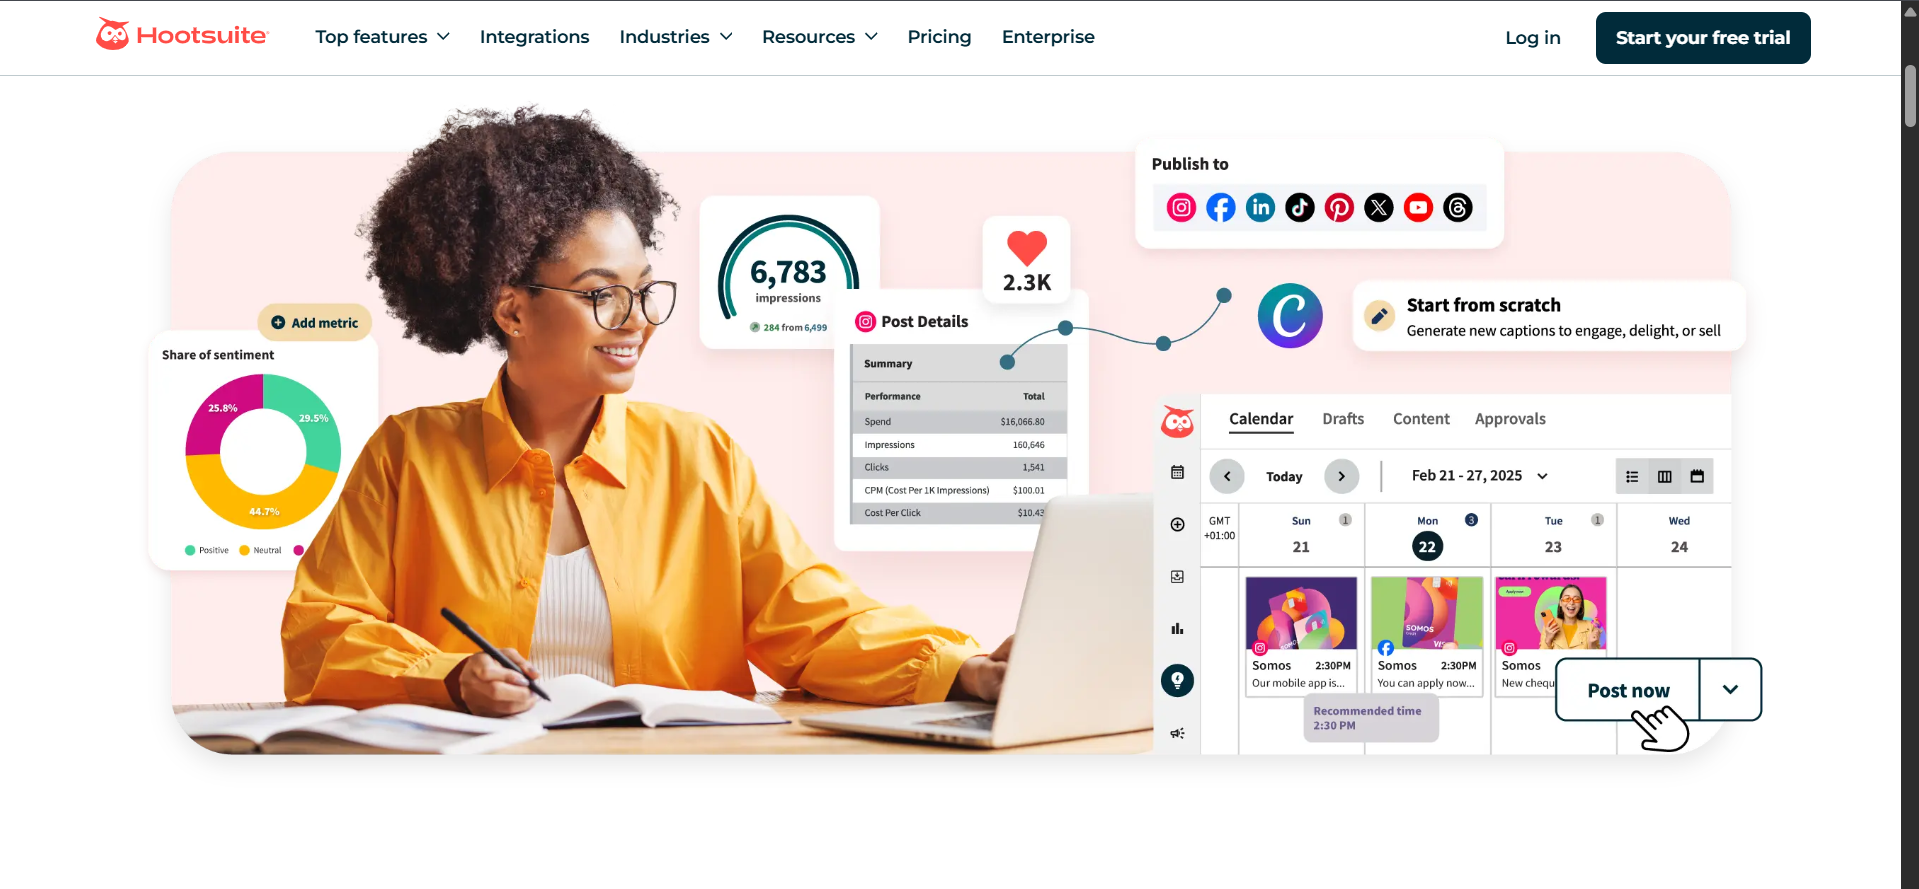 Hootsuite
Top features
Integrations
Industries
Resources
Pricing
Enterprise
Log in
Start your free trial
Add metric
Share of sentiment
25.8%
29.5%
44.7%
Positive
Neutral
6,783
impressions
284 from 6,499
2.3K
Post Details
Summary
Performance Total
Spend $16,066.80
Impressions 160,646
Clicks 1,541
CPM (Cost Per 1K Impressions) $100.01
Cost Per Click $10.43
Publish to
Start from scratch
Generate new captions to engage, delight, or sell
Calendar Drafts Content Approvals
Today
Feb 21 - 27, 2025
GMT
+01:00
Sun 1
21
Mon 3
22
Tue 1
23
Wed
24
SOMOS
Apply now
Somos 2:30PM
Our mobile app is...
Somos 2:30PM
You can apply now...
Somos
New chequ
Recommended time
2:30 PM
Post now